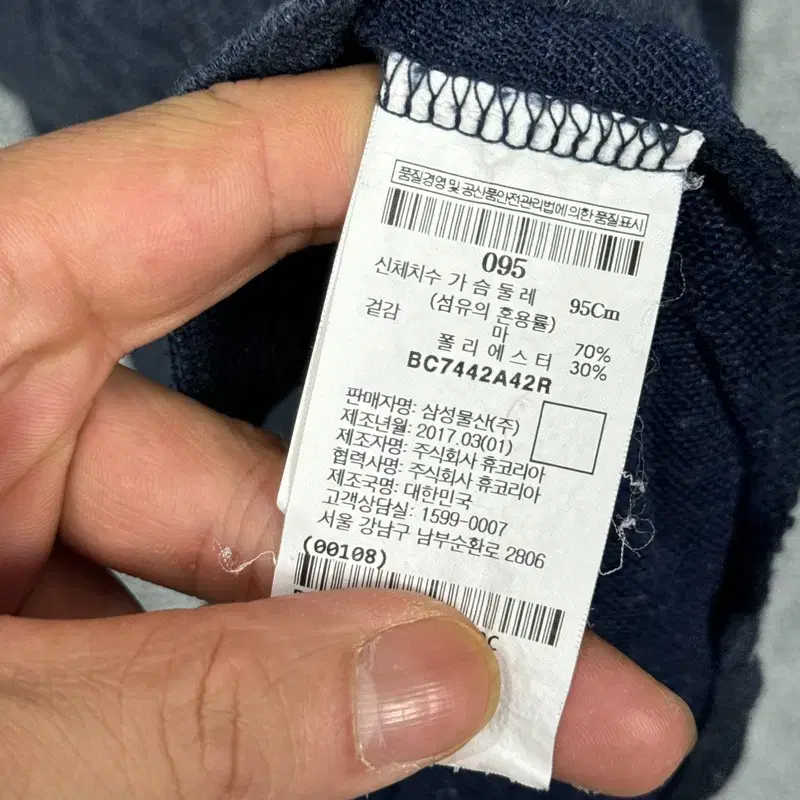 품질경영 및 공산품안전관리법에 의한 품질표시
095
신체치수 가슴둘레 95Cm
(섬유의 혼용률)
겉감 마 70%
폴리에스터 30%
BC7442A42R
판매자명: 삼성물산(주)
제조년월: 2017.03(01)
제조자명: 주식회사 휴코리아
협력사명: 주식회사 휴코리아
제조국명: 대한민국
고객상담실: 1599-0007
서울 강남구 남부순환로 2806
(00108)